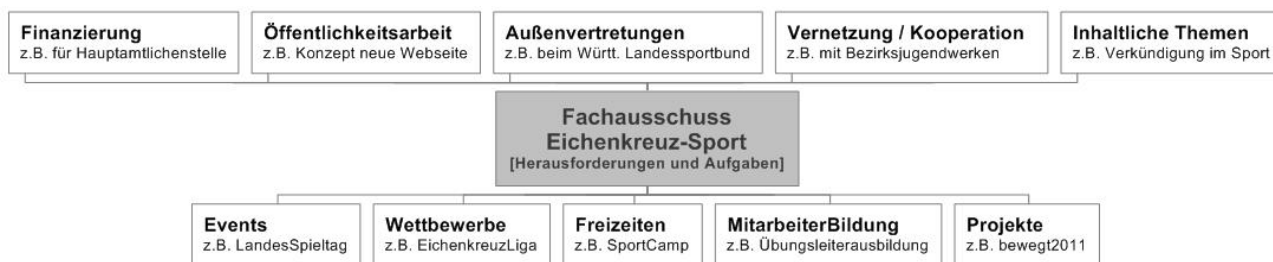 Finanzierung
z.B. für Hauptamtlichenstelle
Öffentlichkeitsarbeit
z.B. Konzept neue Webseite
Außenvertretungen
z.B. beim Württ. Landessportbund
Vernetzung / Kooperation
z.B. mit Bezirksjugendwerken
Inhaltliche Themen
z.B. Verkündigung im Sport
Fachausschuss
Eichenkreuz-Sport
[Herausforderungen und Aufgaben]
Events
z.B. LandesSpieltag
Wettbewerbe
z.B. EichenkreuzLiga
Freizeiten
z.B. SportCamp
MitarbeiterBildung
z.B. Übungsleiterausbildung
Projekte
z.B. bewegt2011